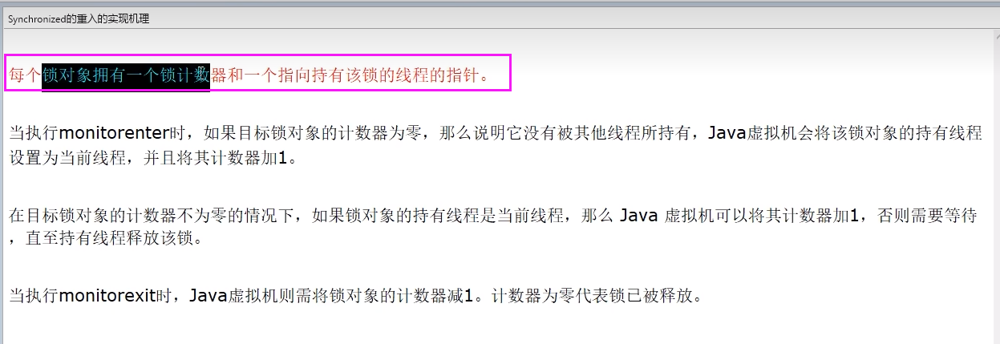 Synchronized的重入的实现机理
每个锁对象拥有一个锁计数器和一个指向持有该锁的线程的指针。
当执行monitorenter时，如果目标锁对象的计数器为零，那么说明它没有被其他线程所持有，Java虚拟机会将该锁对象的持有线程
设置为当前线程，并且将其计数器加1。
在目标锁对象的计数器不为零的情况下，如果锁对象的持有线程是当前线程，那么 Java 虚拟机可以将其计数器加1，否则需要等待
，直至持有线程释放该锁。
当执行monitorexit时，Java虚拟机则需将锁对象的计数器减1。计数器为零代表锁已被释放。